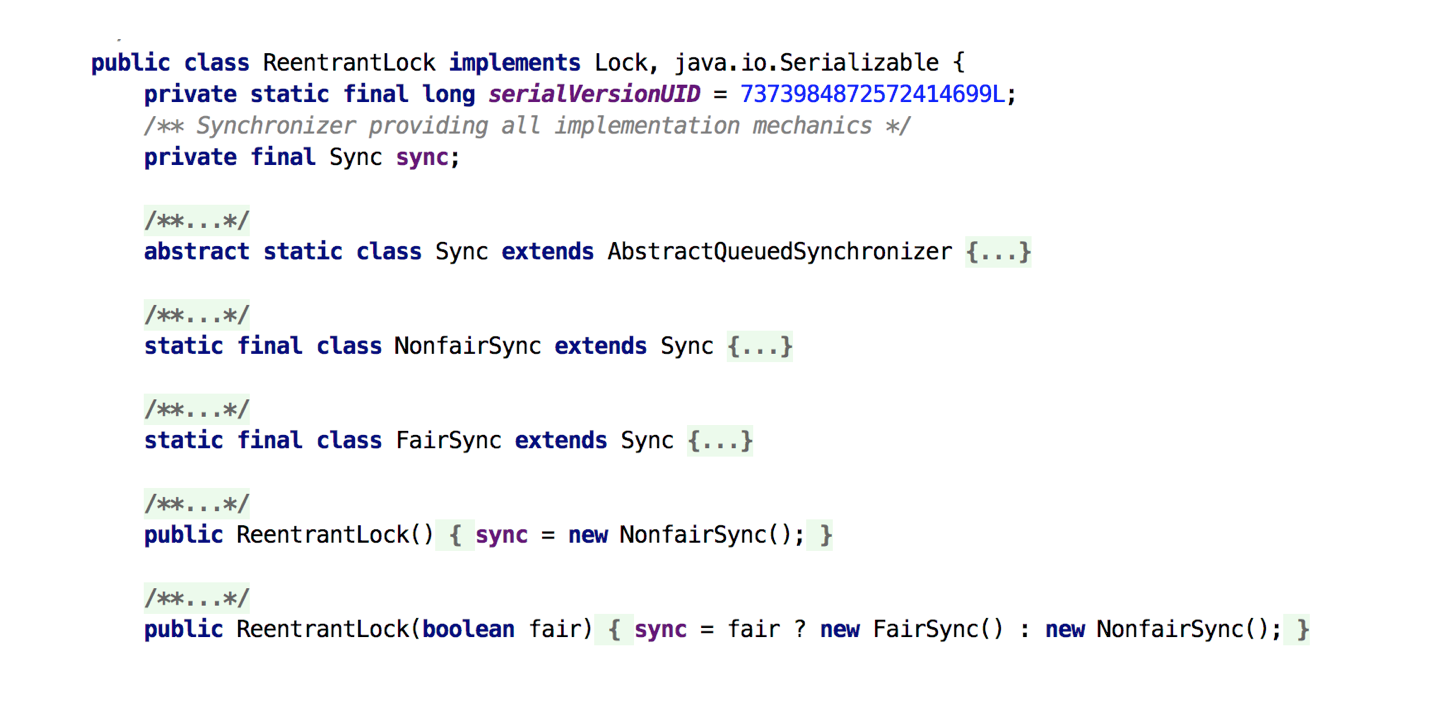 public class ReentrantLock implements Lock, java.io.Serializable {
private static final long serialVersionUID = 7373984872572414699L;
/** Synchronizer providing all implementation mechanics */
private final Sync sync;
/**...*/
abstract static class Sync extends AbstractQueuedSynchronizer {...}
/**...*/
static final class NonfairSync extends Sync {...}
/**...*/
static final class FairSync extends Sync {...}
/**...*/
public ReentrantLock() { sync = new NonfairSync(); }
/**...*/
public ReentrantLock(boolean fair) { sync = fair ? new FairSync() : new NonfairSync(); }